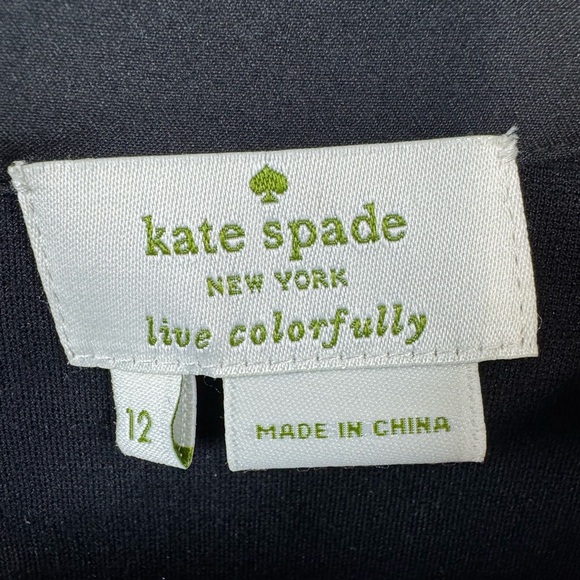 kate spade
NEW YORK
live colorfully
12
MADE IN CHINA